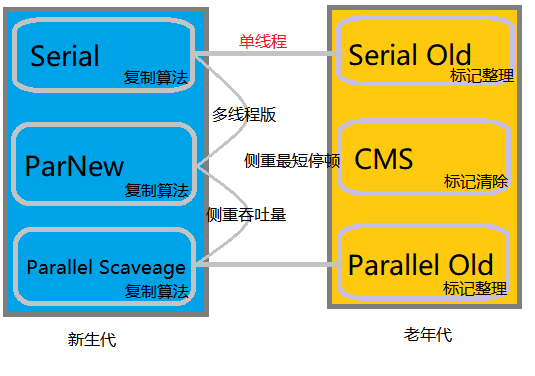 Serial
复制算法
单线程
Serial Old
标记整理
多线程版
ParNew
复制算法
侧重最短停顿
CMS
标记清除
侧重吞吐量
Parallel Scaveage
复制算法
Parallel Old
标记整理
新生代
老年代